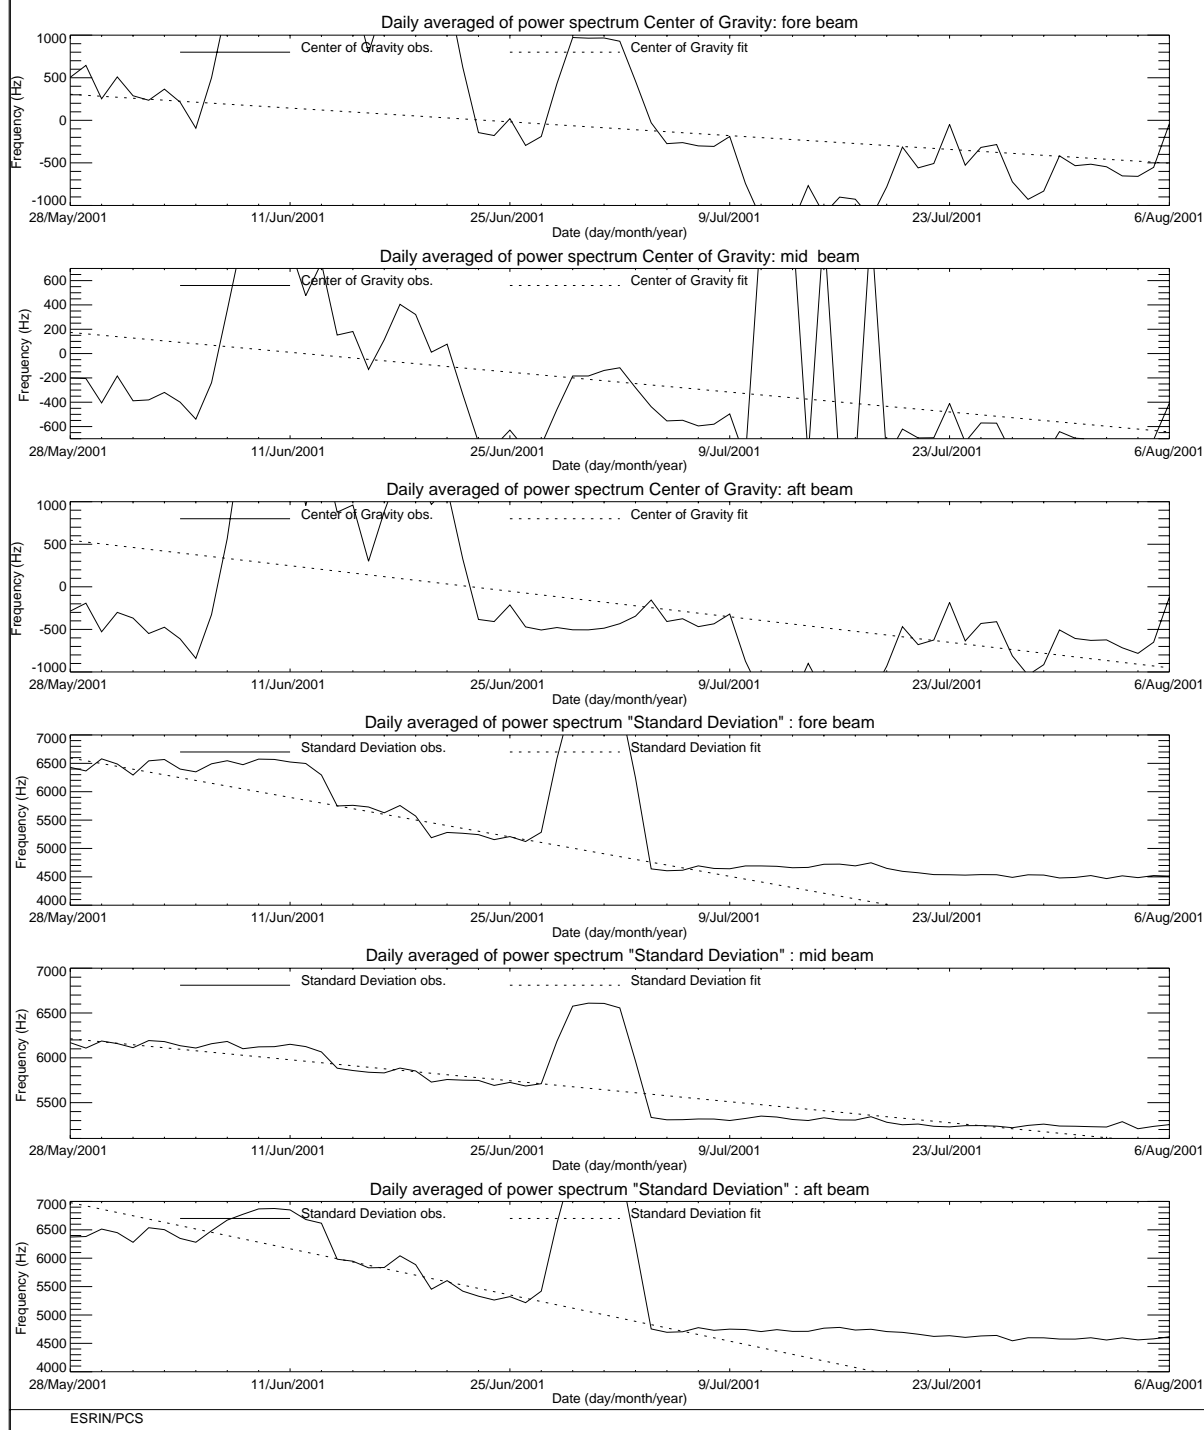 Daily averaged of power spectrum Center of Gravity: fore beam
Center of Gravity obs.
Center of Gravity fit
Frequency (Hz)
1000
500
0
-500
-1000
28/May/2001
11/Jun/2001
25/Jun/2001
9/Jul/2001
23/Jul/2001
6/Aug/2001
Date (day/month/year)
Daily averaged of power spectrum Center of Gravity: mid  beam
Center of Gravity obs.
Center of Gravity fit
Frequency (Hz)
600
400
200
0
-200
-400
-600
28/May/2001
11/Jun/2001
25/Jun/2001
9/Jul/2001
23/Jul/2001
6/Aug/2001
Date (day/month/year)
Daily averaged of power spectrum Center of Gravity: aft beam
Center of Gravity obs.
Center of Gravity fit
Frequency (Hz)
1000
500
0
-500
-1000
28/May/2001
11/Jun/2001
25/Jun/2001
9/Jul/2001
23/Jul/2001
6/Aug/2001
Date (day/month/year)
Daily averaged of power spectrum "Standard Deviation" : fore beam
Standard Deviation obs.
Standard Deviation fit
Frequency (Hz)
7000
6500
6000
5500
5000
4500
4000
28/May/2001
11/Jun/2001
25/Jun/2001
9/Jul/2001
23/Jul/2001
6/Aug/2001
Date (day/month/year)
Daily averaged of power spectrum "Standard Deviation" : mid beam
Standard Deviation obs.
Standard Deviation fit
Frequency (Hz)
7000
6500
6000
5500
28/May/2001
11/Jun/2001
25/Jun/2001
9/Jul/2001
23/Jul/2001
6/Aug/2001
Date (day/month/year)
Daily averaged of power spectrum "Standard Deviation" : aft beam
Standard Deviation obs.
Standard Deviation fit
Frequency (Hz)
7000
6500
6000
5500
5000
4500
4000
28/May/2001
11/Jun/2001
25/Jun/2001
9/Jul/2001
23/Jul/2001
6/Aug/2001
Date (day/month/year)
ESRIN/PCS